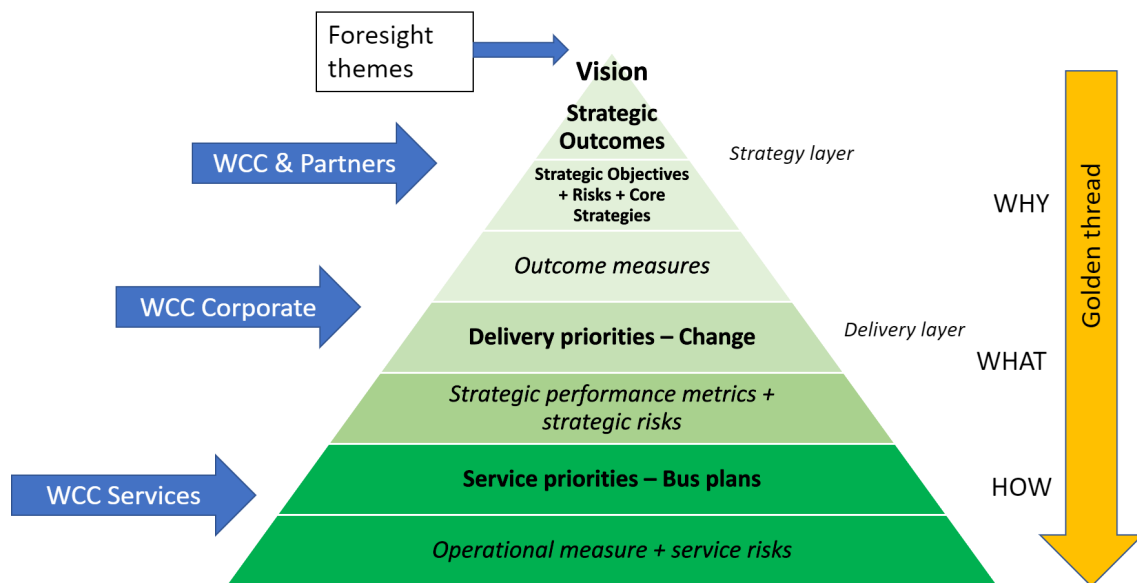 Foresight
themes
Vision
Strategic
Outcomes
WCC & Partners
Strategy layer
Strategic Objectives
+ Risks + Core
Strategies
WHY
Golden thread
Outcome measures
WCC Corporate
Delivery priorities – Change
Delivery layer
WHAT
Strategic performance metrics +
strategic risks
Service priorities – Bus plans
WCC Services
HOW
Operational measure + service risks